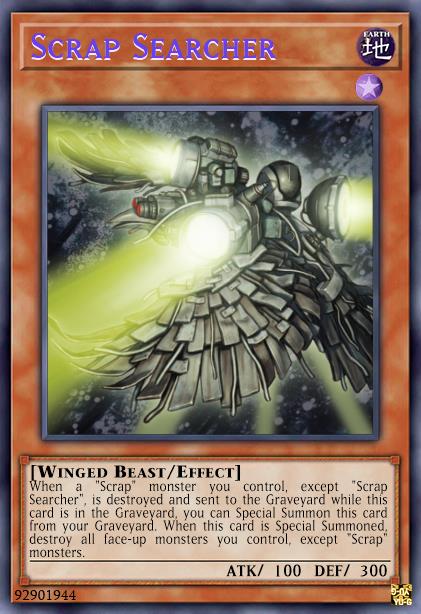 Scrap Searcher
EARTH
地
[Winged Beast/Effect]
When a "Scrap" monster you control, except "Scrap
Searcher", is destroyed and sent to the Graveyard while this
card is in the Graveyard, you can Special Summon this card
from your Graveyard. When this card is Special Summoned,
destroy all face-up monsters you control, except "Scrap"
monsters.
ATK/ 100 DEF/ 300
92901944